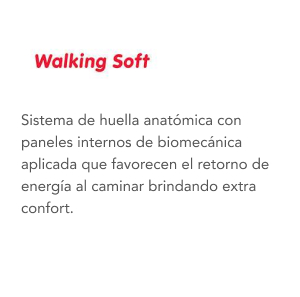 Walking Soft
Sistema de huella anatómica con
paneles internos de biomecánica
aplicada que favorecen el retorno de
energía al caminar brindando extra
confort.